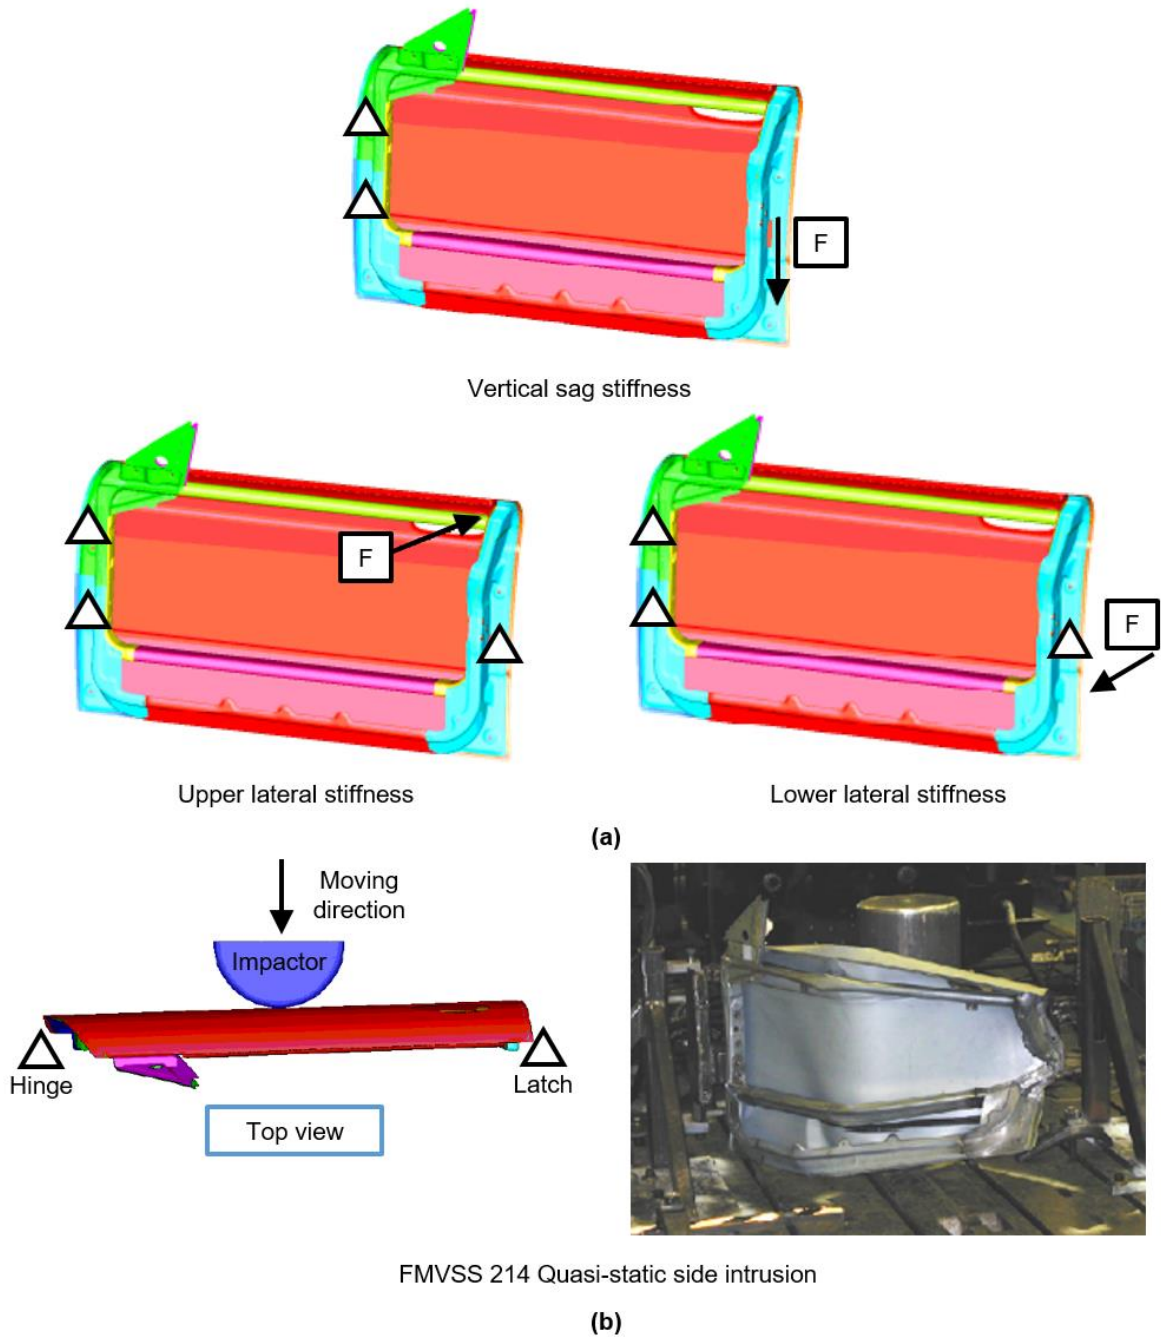 F
Vertical sag stiffness
F
F
Upper lateral stiffness
Lower lateral stiffness
(a)
Moving
direction
Impactor
Hinge
Latch
Top view
FMVSS 214 Quasi-static side intrusion
(b)